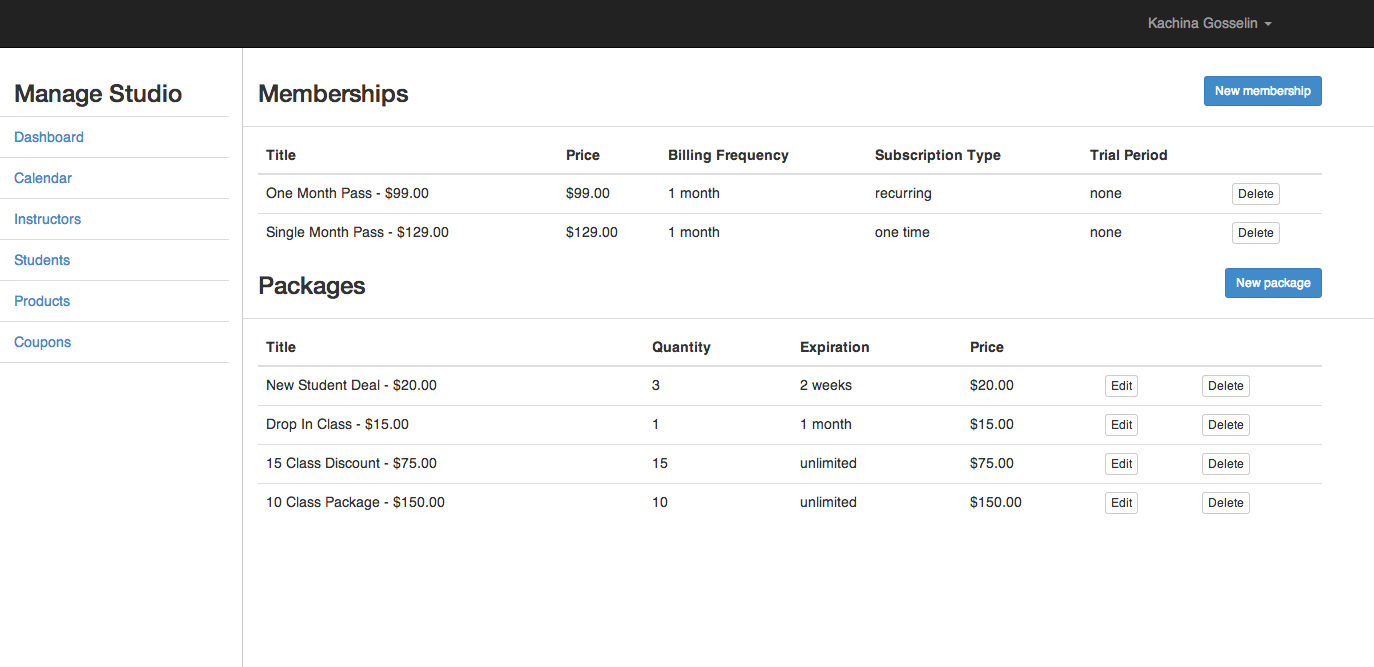 Kachina Gosselin
Manage Studio
Dashboard
Calendar
Instructors
Students
Products
Coupons
Memberships
New membership
Title Price Billing Frequency Subscription Type Trial Period
One Month Pass - $99.00 $99.00 1 month recurring none Delete
Single Month Pass - $129.00 $129.00 1 month one time none Delete
Packages
New package
Title Quantity Expiration Price
New Student Deal - $20.00 3 2 weeks $20.00 Edit Delete
Drop In Class - $15.00 1 1 month $15.00 Edit Delete
15 Class Discount - $75.00 15 unlimited $75.00 Edit Delete
10 Class Package - $150.00 10 unlimited $150.00 Edit Delete